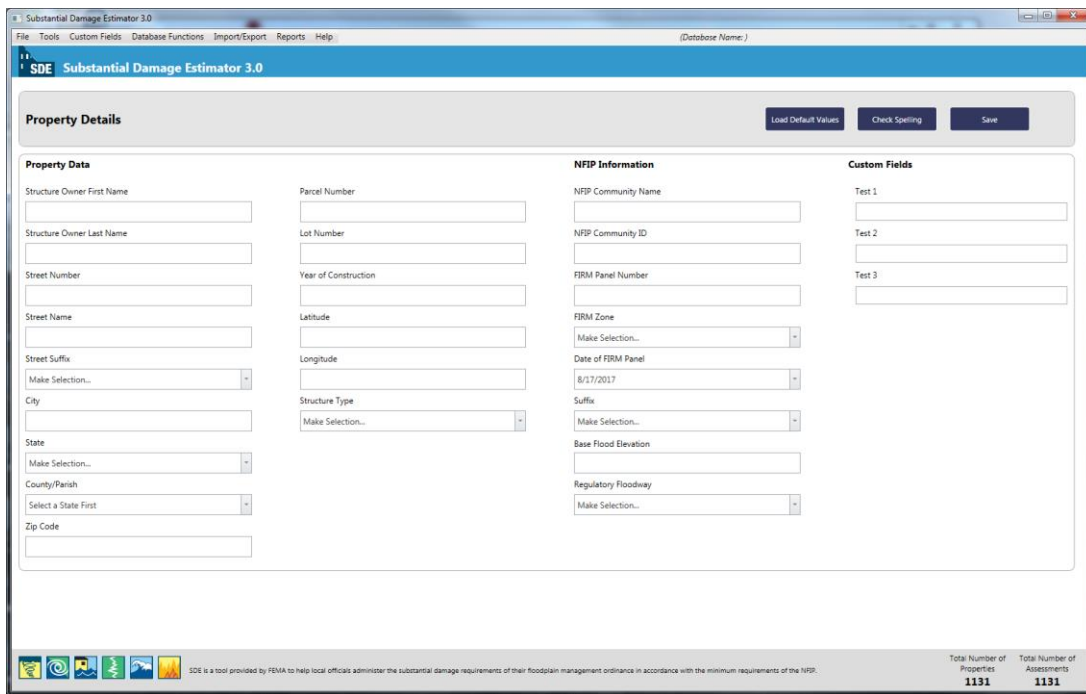 Substantial Damage Estimator 3.0
File Tools Custom Fields Database Functions Import/Export Reports Help (Database Name: )
SDE Substantial Damage Estimator 3.0
Property Details
Load Default Values Check Spelling Save
Property Data NFIP Information Custom Fields
Structure Owner First Name Parcel Number NFIP Community Name Test 1
Structure Owner Last Name Lot Number NFIP Community ID Test 2
Street Number Year of Construction FIRM Panel Number Test 3
Street Name Latitude FIRM Zone
Make Selection...
Street Suffix Longitude Date of FIRM Panel
Make Selection... 8/17/2017
City Structure Type Suffix
Make Selection... Make Selection...
State Base Flood Elevation
Make Selection...
County/Parish Regulatory Floodway
Select a State First Make Selection...
Zip Code
SDE is a tool provided by FEMA to help local officials administer the substantial damage requirements of their floodplain management ordinance in accordance with the minimum requirements of the NFIP.
Total Number of Properties
1131
Total Number of Assessments
1131